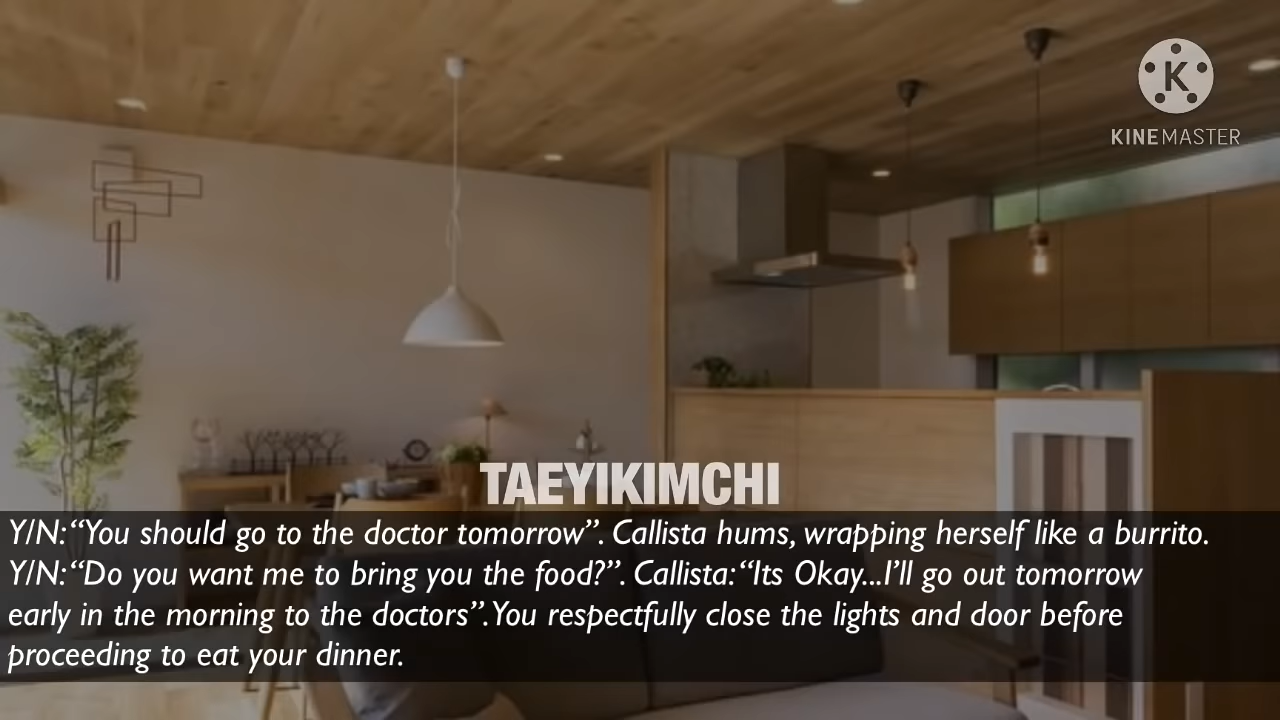 K
KINEMASTER
TAEYIKIMCHI
Y/N:“You should go to the doctor tomorrow”. Callista hums, wrapping herself like a burrito.
Y/N:“Do you want me to bring you the food?”. Callista:“Its Okay...I’ll go out tomorrow
early in the morning to the doctors”. You respectfully close the lights and door before
proceeding to eat your dinner.